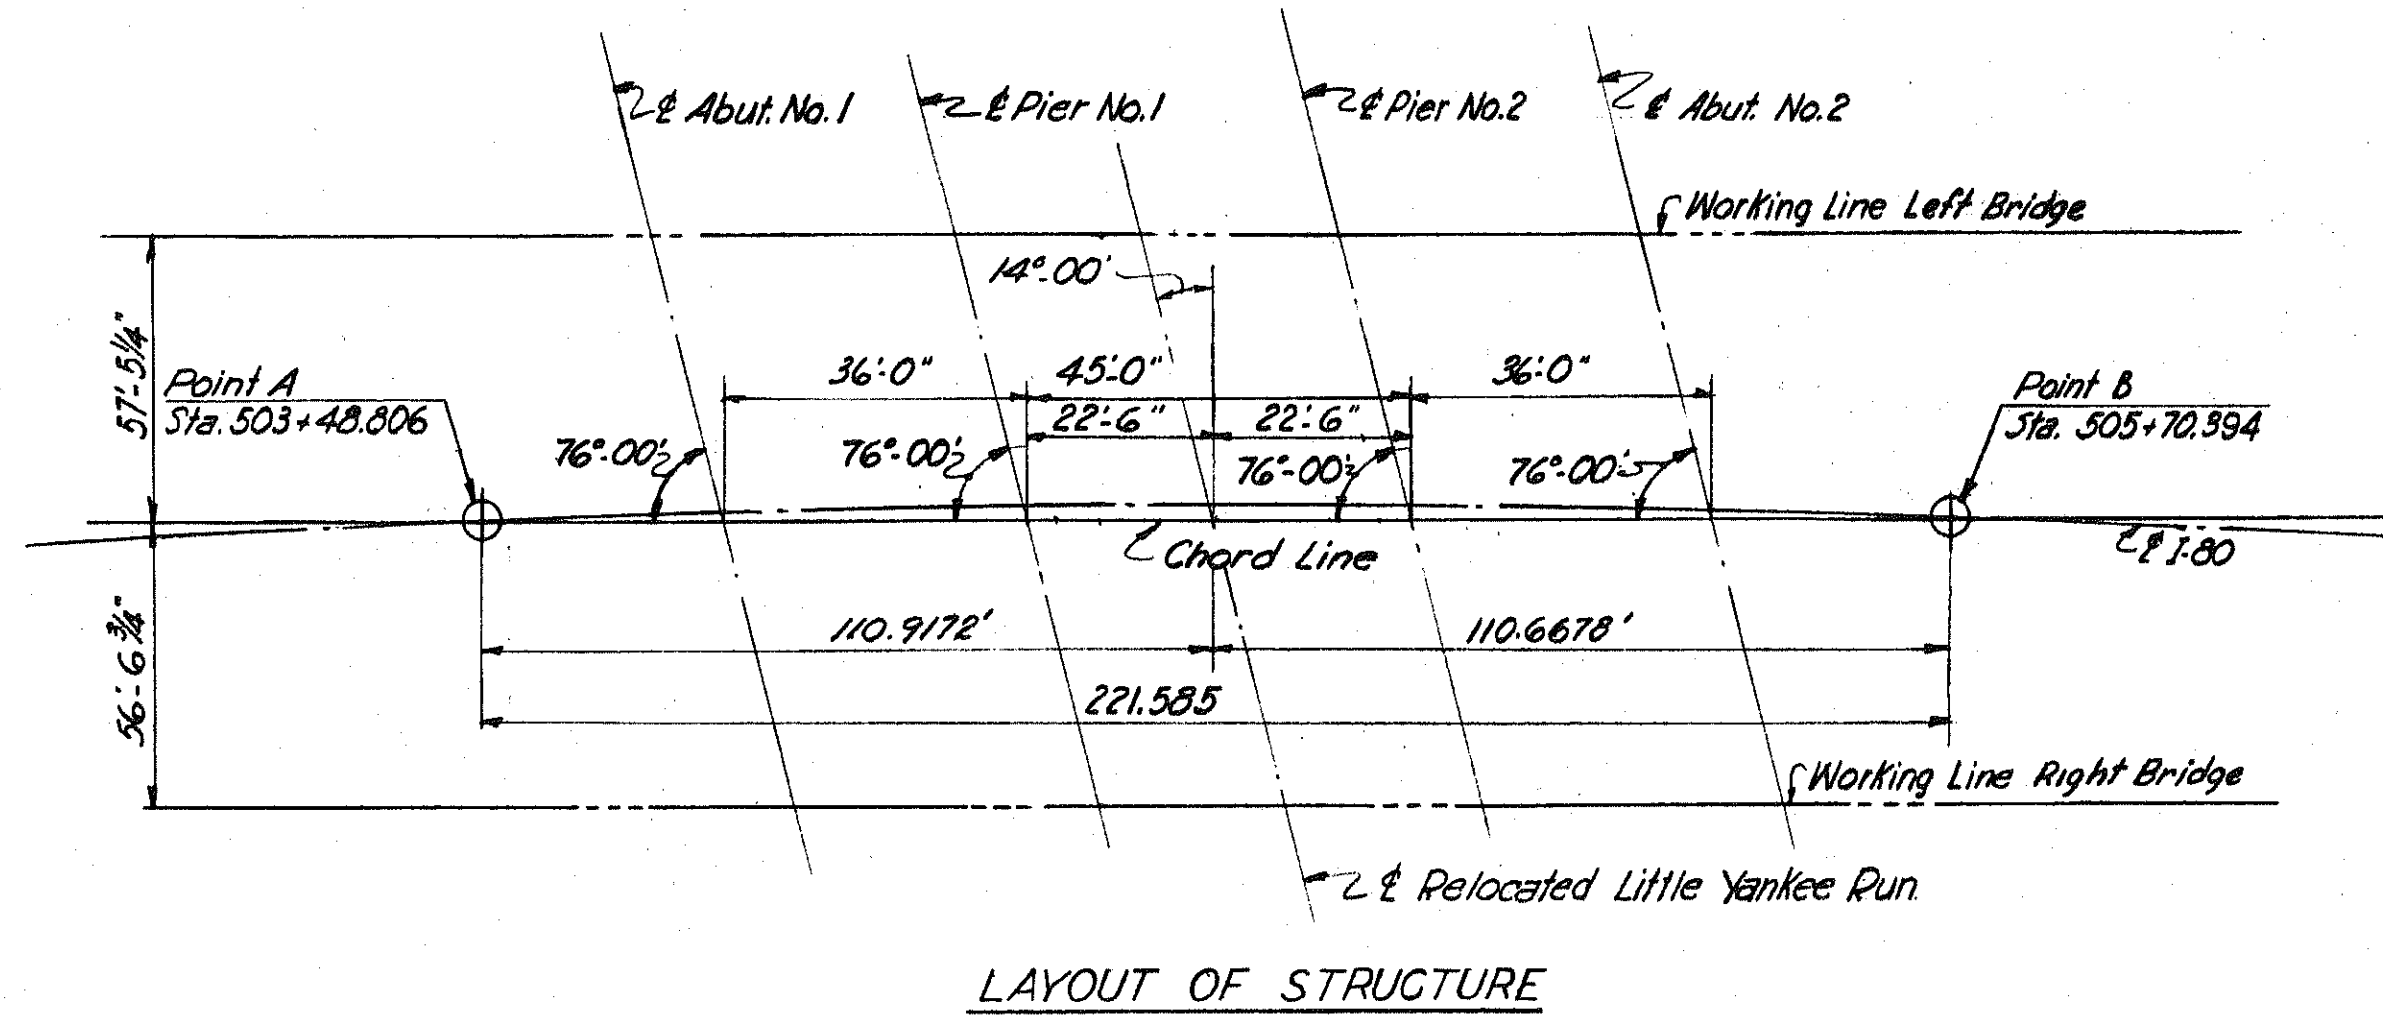 ℄ Abut. No. 1
℄ Pier No. 1
℄ Pier No. 2
℄ Abut. No. 2
Working Line Left Bridge
14°-00'
57'-5¼"
Point A
Sta. 503+48.806
36'-0"
45'-0"
36'-0"
22'-6"
22'-6"
Point B
Sta. 505+70.394
76°-00'
76°-00'
76°-00'
76°-00'
Chord Line
℄ I-80
56'-6¾"
110.9172'
110.6678'
221.585
Working Line Right Bridge
℄ Relocated Little Yankee Run
LAYOUT OF STRUCTURE